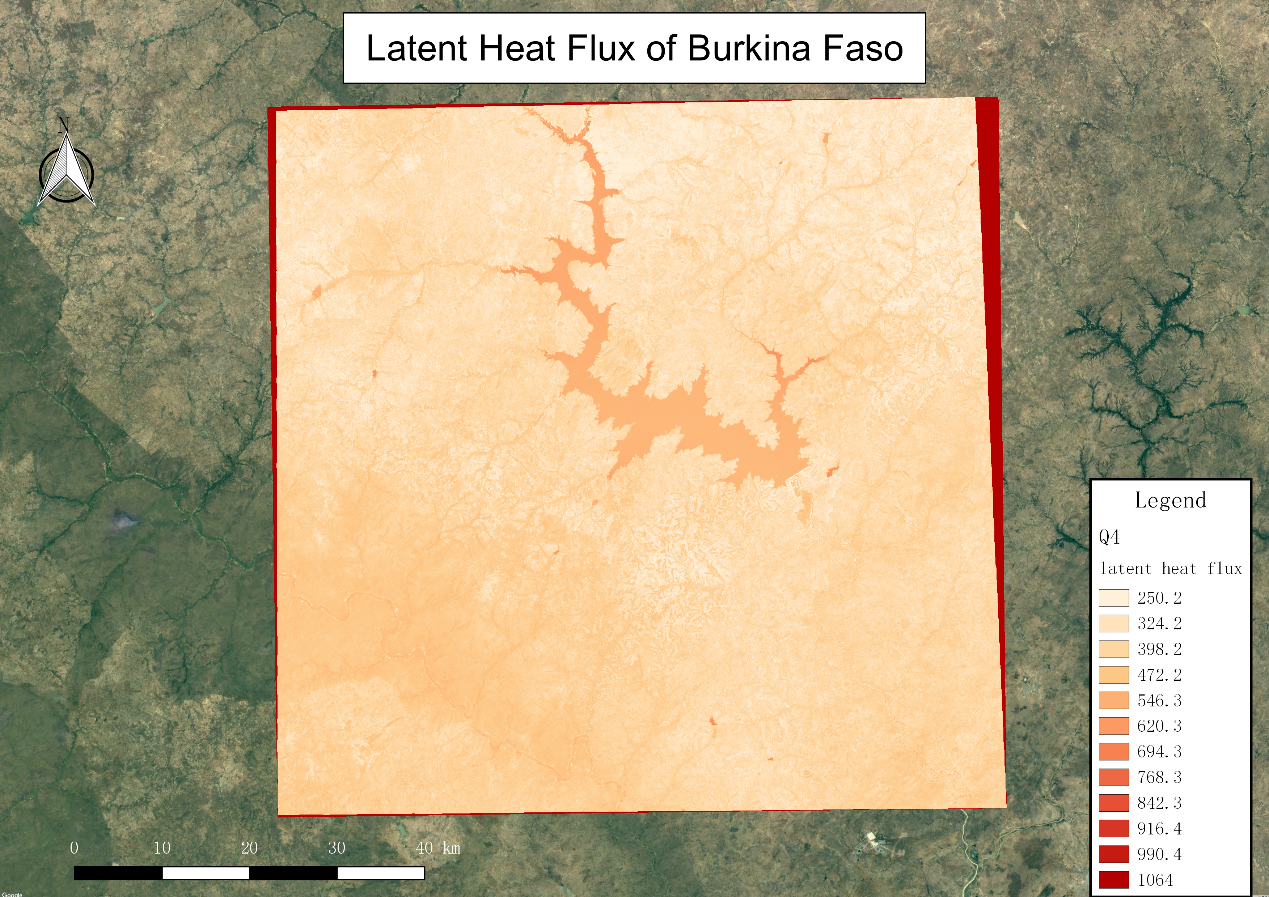 Latent Heat Flux of Burkina Faso
N
Legend
Q4
latent heat flux
250.2
324.2
398.2
472.2
546.3
620.3
694.3
768.3
842.3
916.4
990.4
1064
0 10 20 30 40 km
Google